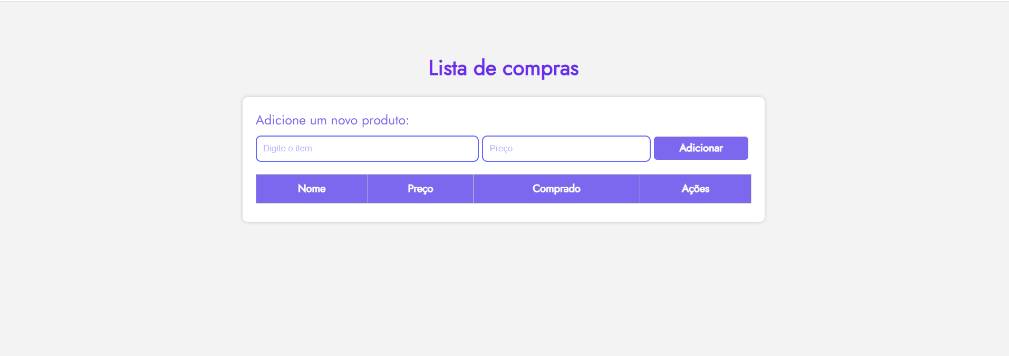 Lista de compras
Adicione um novo produto:
Digite o item Preço Adicionar
Nome Preço Comprado Ações